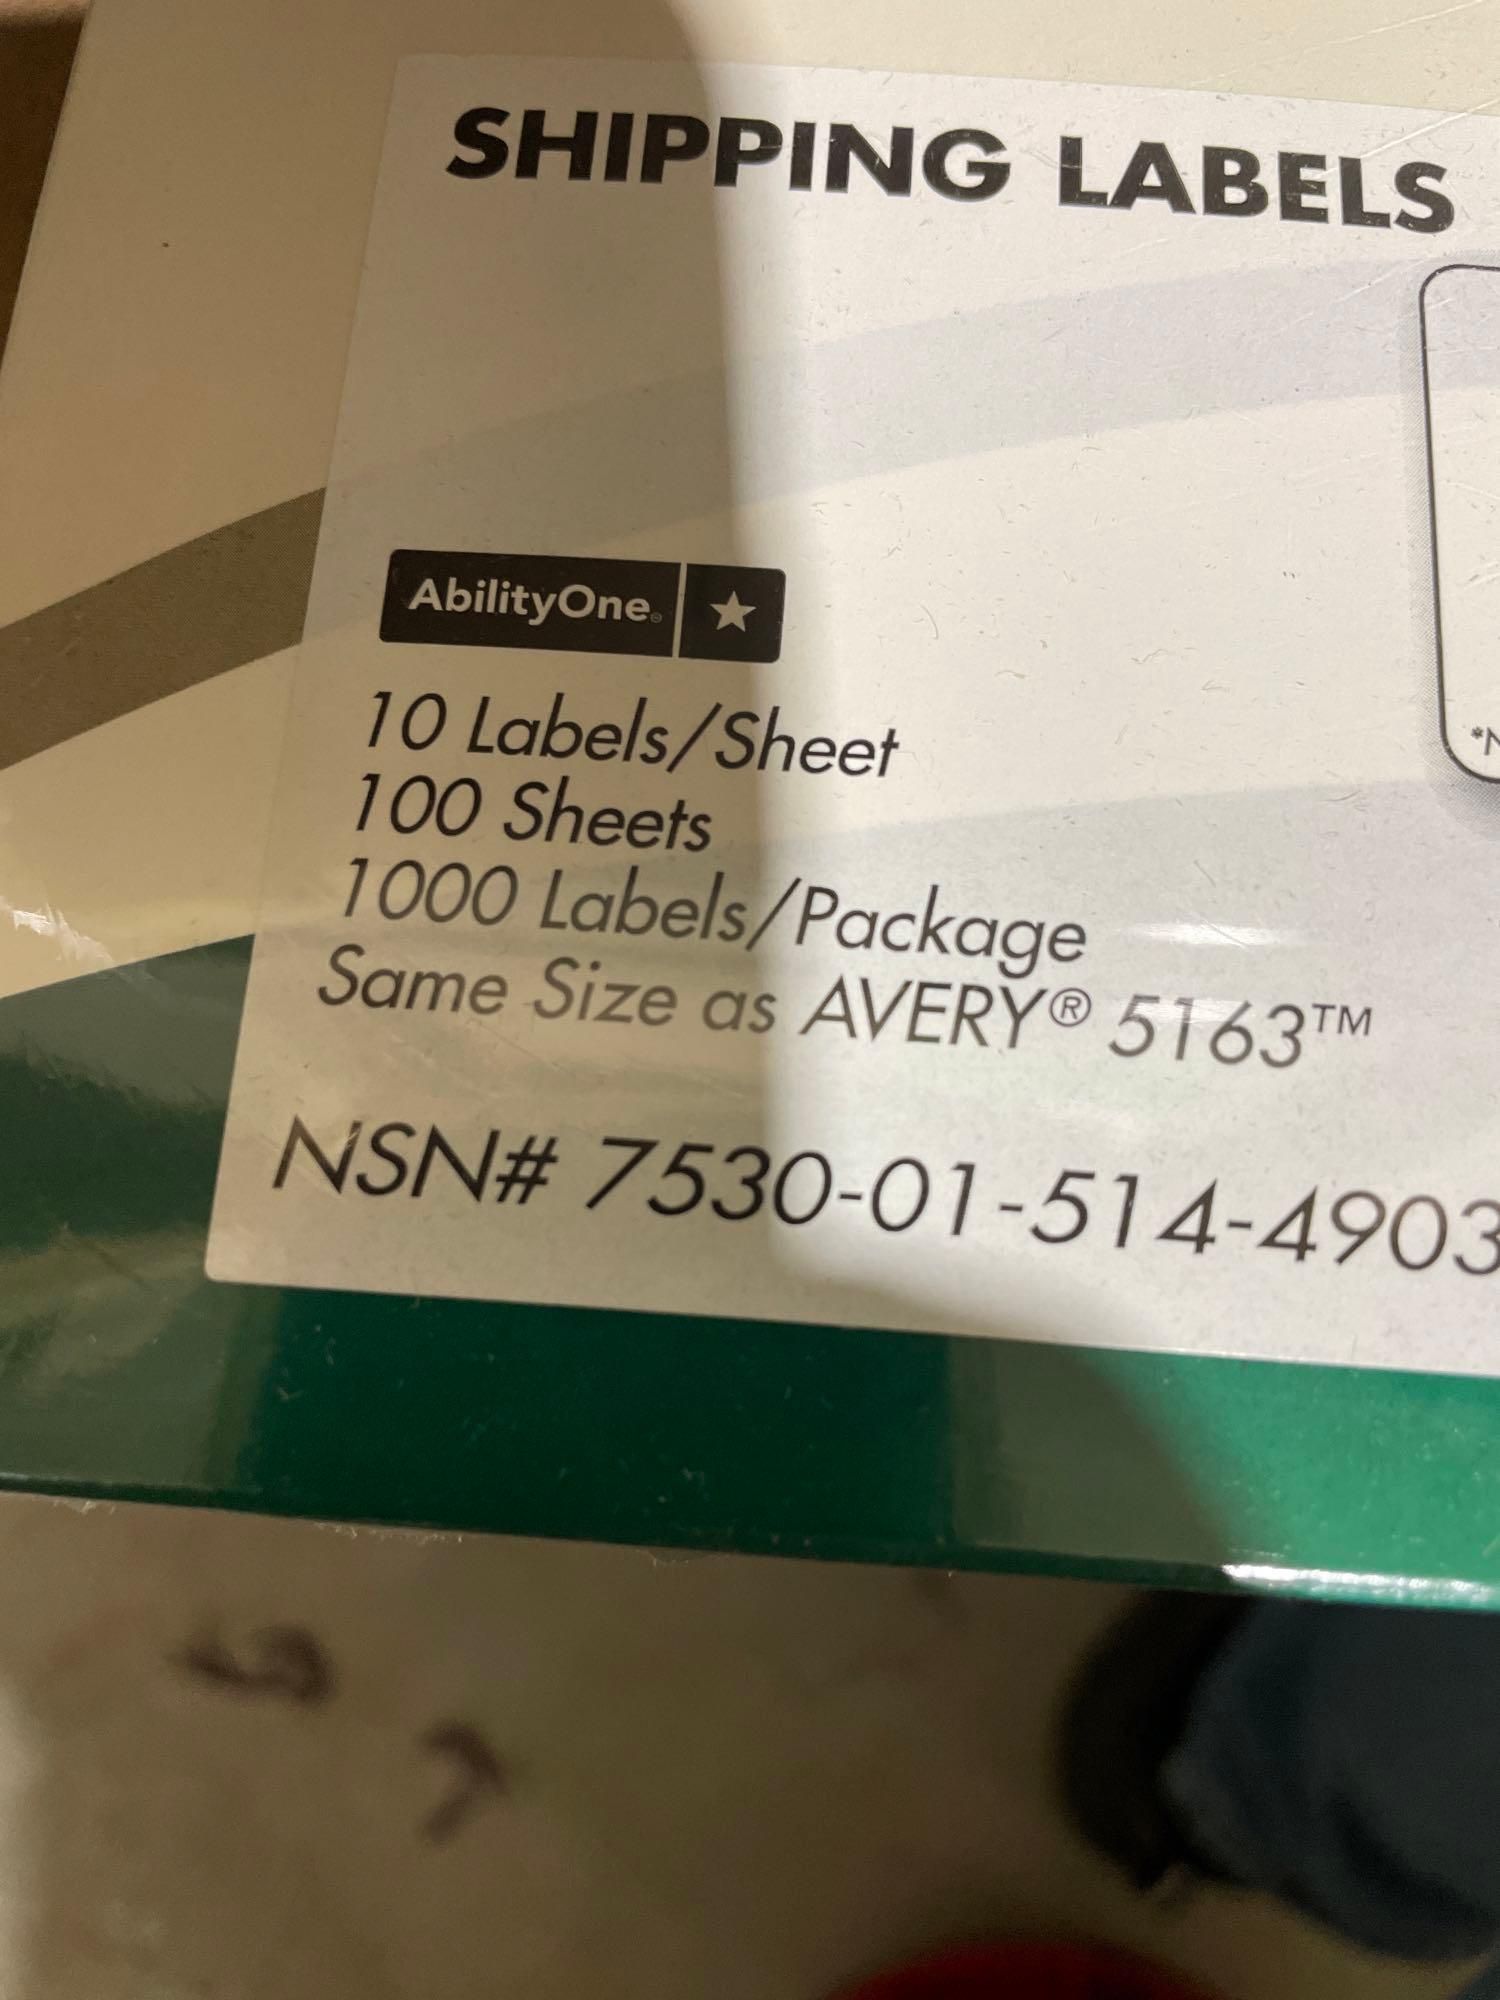 SHIPPING LABELS
AbilityOne®
10 Labels/Sheet
100 Sheets
1000 Labels/Package
Same Size as AVERY® 5163™
NSN# 7530-01-514-4903
*N